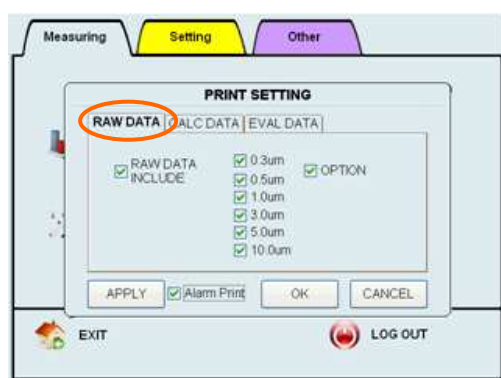 Measuring Setting Other
PRINT SETTING
RAW DATA CALC DATA EVAL DATA
RAW DATA INCLUDE
0.3um
0.5um
1.0um
3.0um
5.0um
10.0um
OPTION
APPLY Alarm Print OK CANCEL
EXIT LOG OUT